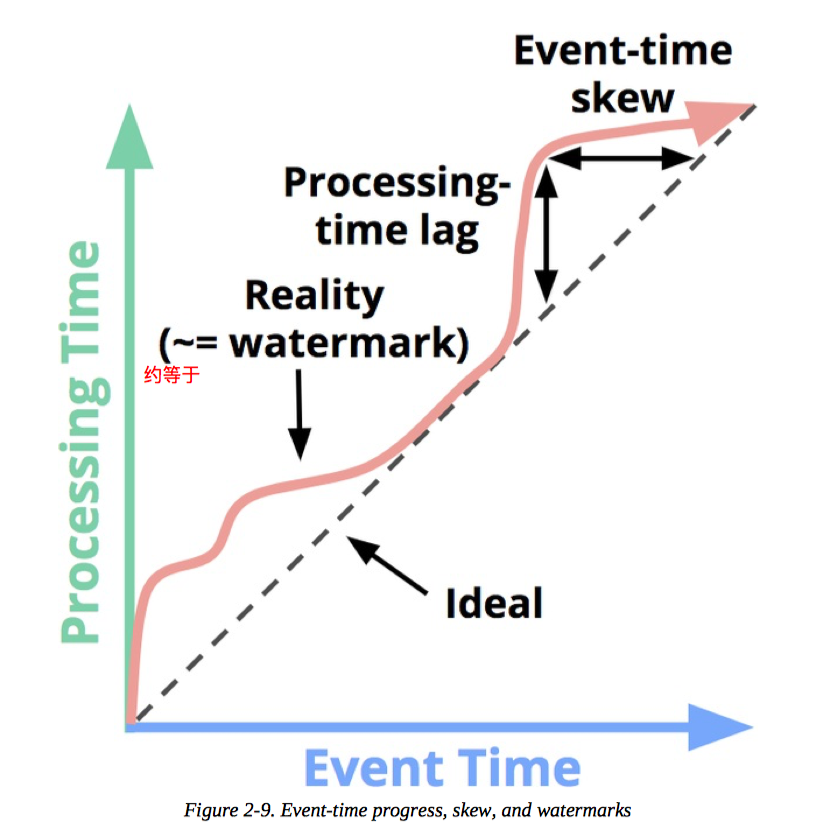 Event-time
skew
Processing-
time lag
Reality
(~= watermark)
约等于
Processing Time
Ideal
Event Time
Figure 2-9. Event-time progress, skew, and watermarks